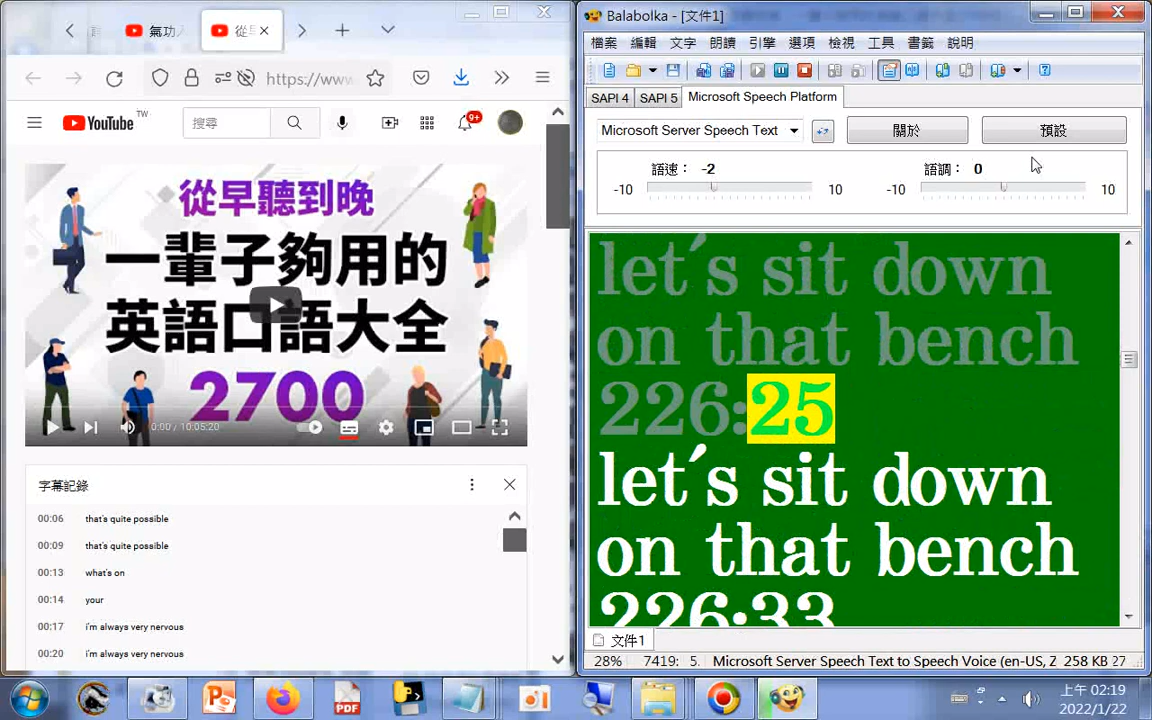 氣功
從
https://www
YouTube TW
搜尋
9+
從早聽到晚
一輩子夠用的
英語口語大全
2700
0:00 / 10:05:20
字幕記錄
00:06 that's quite possible
00:09 that's quite possible
00:13 what's on
00:14 your
00:17 i'm always very nervous
00:20 i'm always very nervous
Balabolka - [文件1]
檔案 編輯 文字 朗讀 引擎 選項 檢視 工具 書籤 說明
SAPI 4 SAPI 5 Microsoft Speech Platform
Microsoft Server Speech Text 關於 預設
語速： -2 語調： 0
-10 10 -10 10
let's sit down
on that bench
226:25
let's sit down
on that bench
226:33
文件1
28% 7419: 5. Microsoft Server Speech Text to Speech Voice (en-US, Z 258 KB 27
PDF
上午 02:19
2022/1/22